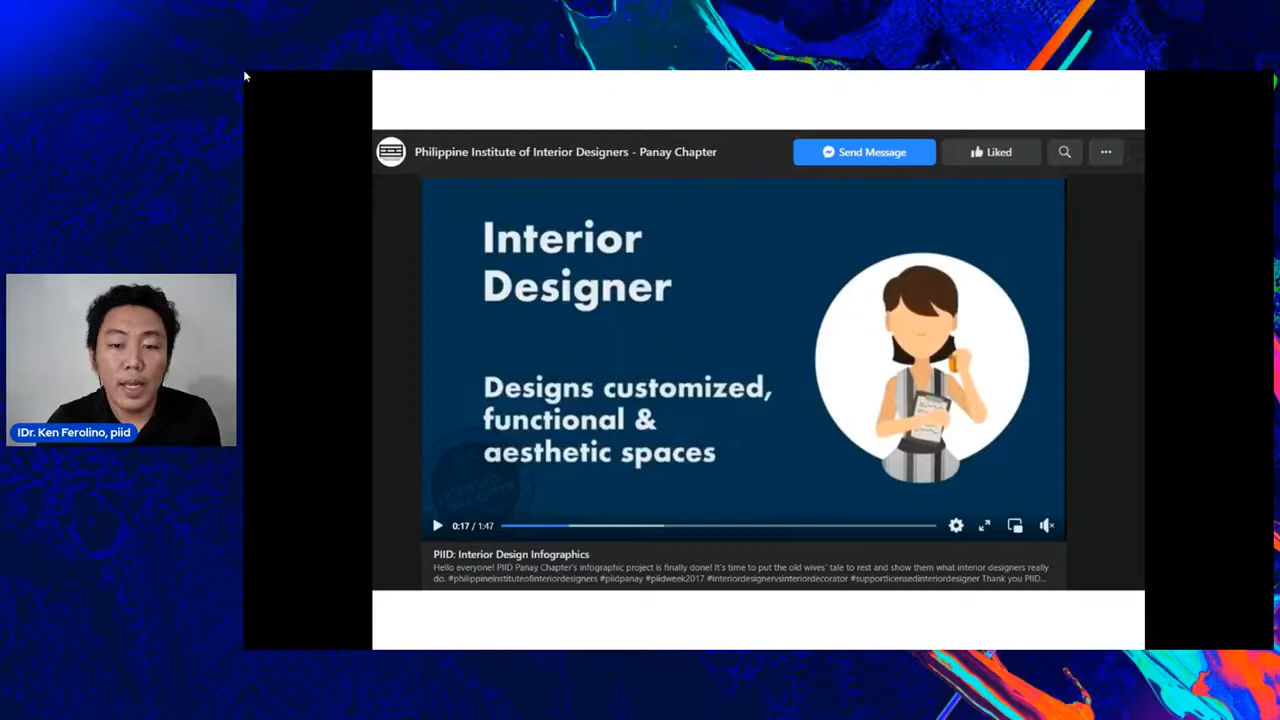 Philippine Institute of Interior Designers - Panay Chapter
Send Message
Liked
Interior
Designer
Designs customized,
functional &
aesthetic spaces
IDr. Ken Ferolino, piid
0:17 / 1:47
PIID: Interior Design Infographics
Hello everyone! PIID Panay Chapter's infographic project is finally done! It's time to put the old wives' tale to rest and show them what interior designers really
do. #philippineinstituteofinteriordesigners #piidpanay #piidweek2017 #interiordesignervsinteriordecorator #supportlicensedinteriordesigner Thank you PIID...